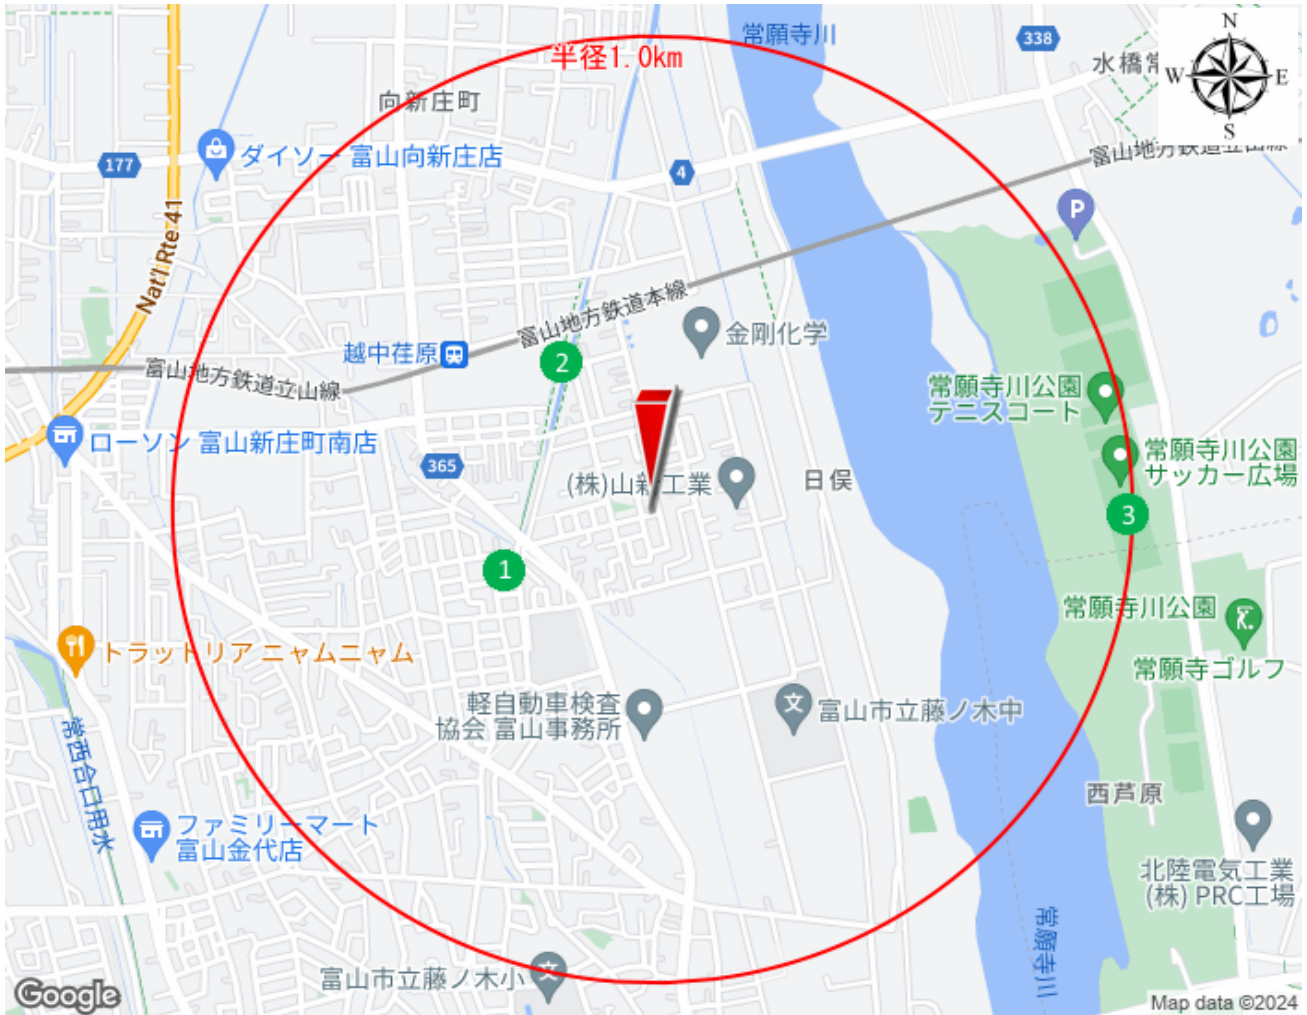 常願寺川
338
N
W
E
S
水橋常
半径1.0km
向新庄町
177
ダイソー 富山向新庄店
4
富山地方鉄道立山線
P
Nat'l Rte 41
富山地方鉄道本線
金剛化学
越中荏原
2
富山地方鉄道立山線
常願寺川公園
テニスコート
ローソン 富山新庄町南店
365
(株)山新工業
日俣
常願寺川公園
サッカー広場
3
1
常願寺川公園
トラットリア ニャムニャム
常願寺ゴルフ
軽自動車検査
協会 富山事務所
文
富山市立藤ノ木中
常西合口用水
西芦原
ファミリーマート
富山金代店
北陸電気工業
(株) PRC工場
常願寺川
富山市立藤ノ木小
文
Google
Map data ©2024